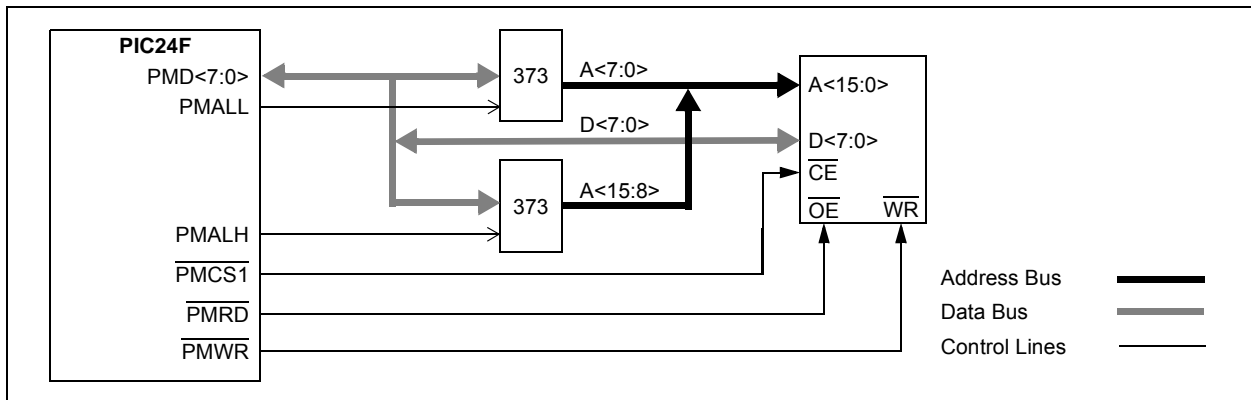 PIC24F
PMD<7:0>
PMALL
373
A<7:0>
A<15:0>
D<7:0>
D<7:0>
373
A<15:8>
CE
OE
WR
PMALH
PMCS1
PMRD
PMWR
Address Bus
Data Bus
Control Lines